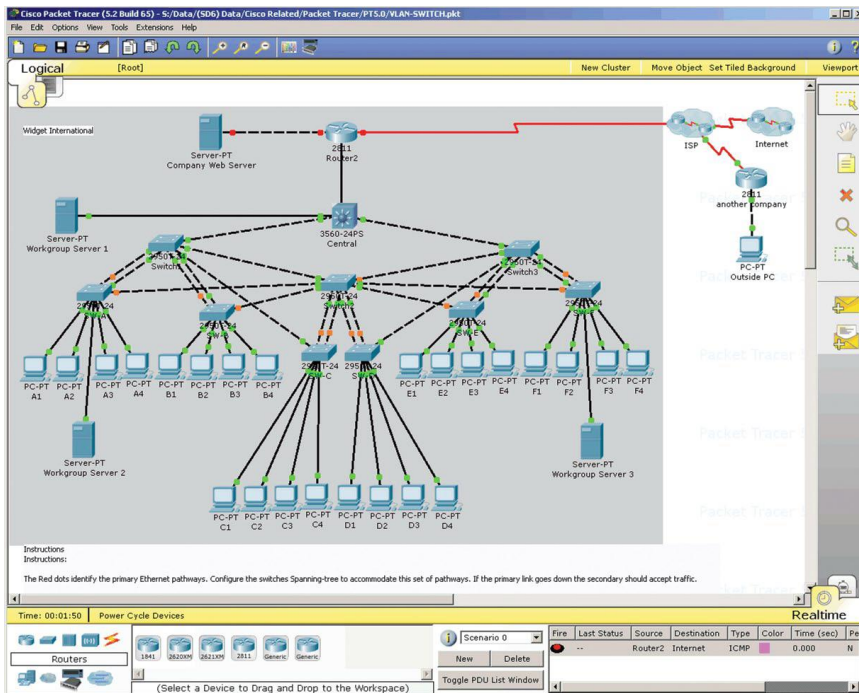 Cisco Packet Tracer (5.2 Build 65) - S:/Data/(SD6) Data/Cisco Related/Packet Tracer/PT5.0/VLAN-SWITCH.pkt
File Edit Options View Tools Extensions Help
Logical [Root] New Cluster Move Object Set Tiled Background Viewport
Widget International
Server-PT
Company Web Server
2811
Router2
ISP
Internet
2811
another company
PC-PT
Outside PC
Server-PT
Workgroup Server 1
3560-24PS
Central
2950T-24
2950T-24
Switch3
Switch2
PC-PT
A1
PC-PT
A2
PC-PT
A3
PC-PT
A4
PC-PT
B1
PC-PT
B2
PC-PT
B3
PC-PT
B4
PC-PT
E1
PC-PT
E2
PC-PT
E3
PC-PT
E4
PC-PT
F1
PC-PT
F2
PC-PT
F3
PC-PT
F4
Server-PT
Workgroup Server 2
Server-PT
Workgroup Server 3
PC-PT
C1
PC-PT
C2
PC-PT
C3
PC-PT
C4
PC-PT
D1
PC-PT
D2
PC-PT
D3
PC-PT
D4
Instructions
Instructions:
The Red dots identify the primary Ethernet pathways. Configure the switches Spanning-tree to accommodate this set of pathways. If the primary link goes down the secondary should accept traffic.
Time: 00:01:50 Power Cycle Devices Realtime
Routers
1841 2620XM 2621XM 2811 Generic Generic
(Select a Device to Drag and Drop to the Workspace)
Scenario 0
New Delete
Toggle PDU List Window
Fire Last Status Source Destination Type Color Time (sec) Pe
-- Router2 Internet ICMP 0.000 N